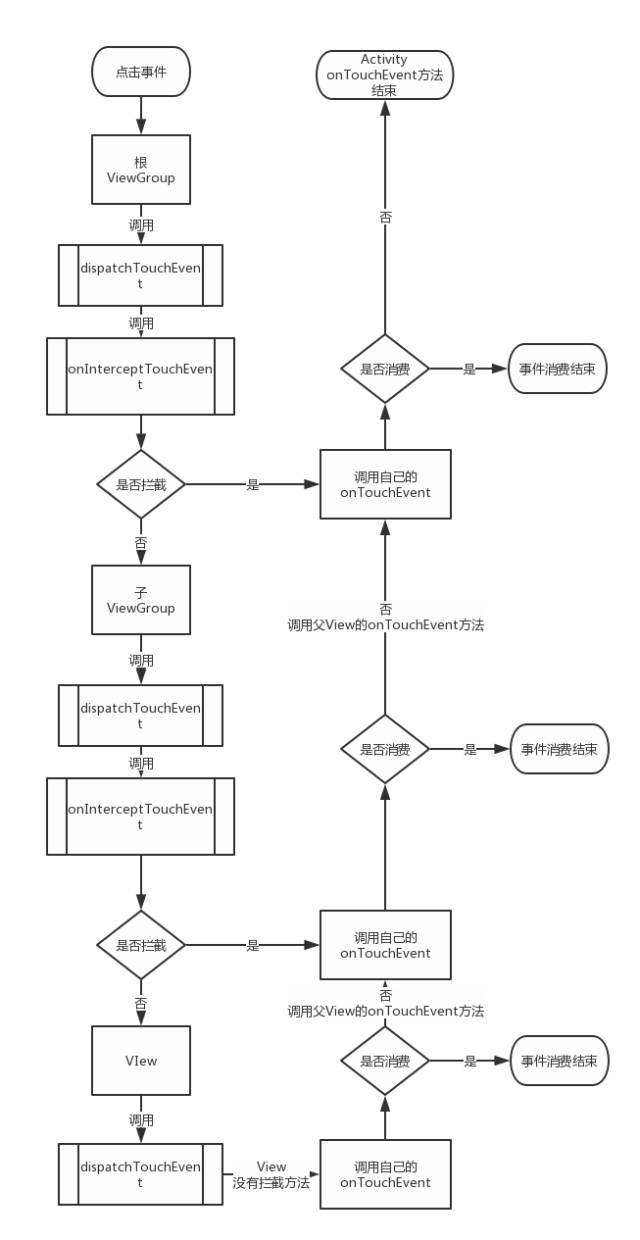 点击事件
根
ViewGroup
调用
dispatchTouchEven
t
调用
onInterceptTouchEven
t
是否拦截
是
否
子
ViewGroup
调用
dispatchTouchEven
t
调用
onInterceptTouchEven
t
是否拦截
是
否
VIew
调用
dispatchTouchEven
t
View
没有拦截方法
调用自己的
onTouchEvent
是否消费
是
事件消费结束
否
调用父View的onTouchEvent方法
调用自己的
onTouchEvent
是否消费
是
事件消费结束
否
调用父View的onTouchEvent方法
调用自己的
onTouchEvent
是否消费
是
事件消费结束
否
Activity
onTouchEvent方法
结束